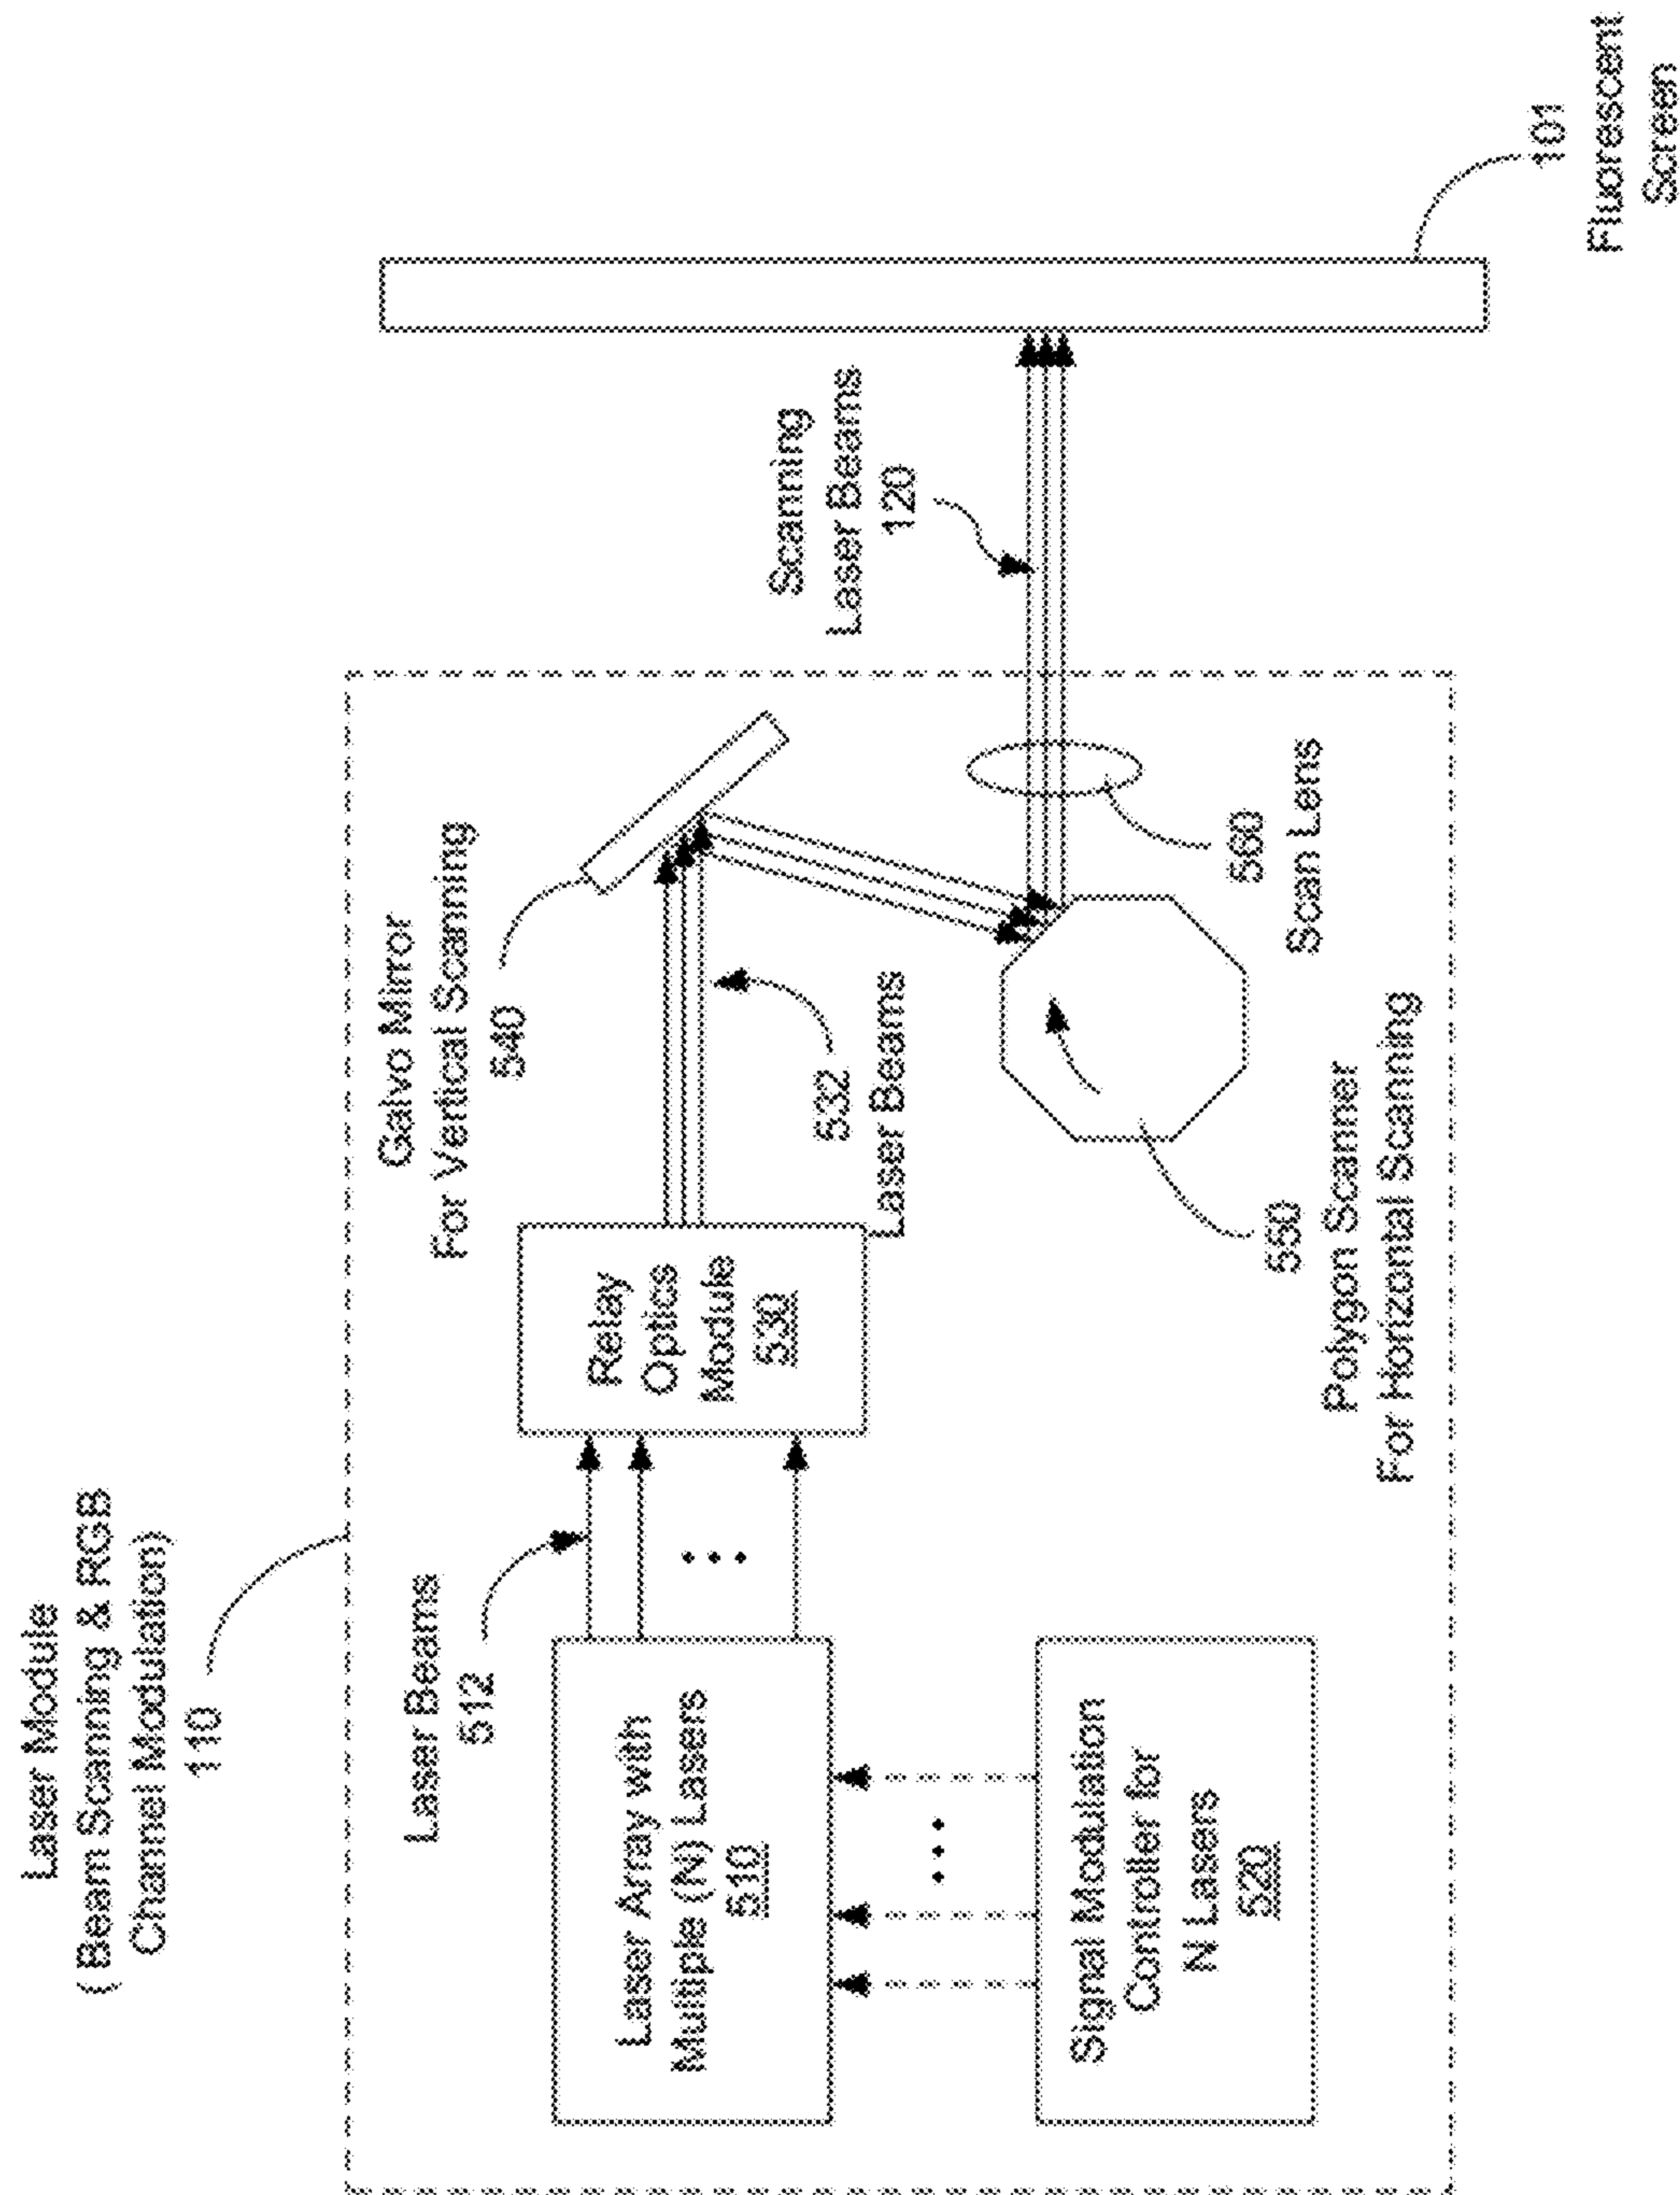 Laser Module
( Beam Scanning & RGB
Channel Modulation)
110
Laser Beams
512
Laser Array with
Multiple (N) Lasers
510
Signal Modulation
Controller for
N Lasers
520
Relay
Optics
Module
530
Galvo Mirror
For Vertical Scanning
540
532
Laser Beams
550
Polygon Scanner
For Horizontal Scanning
560
Scan Lens
Scanning
Laser Beams
120
101
Fluorescent
Screen